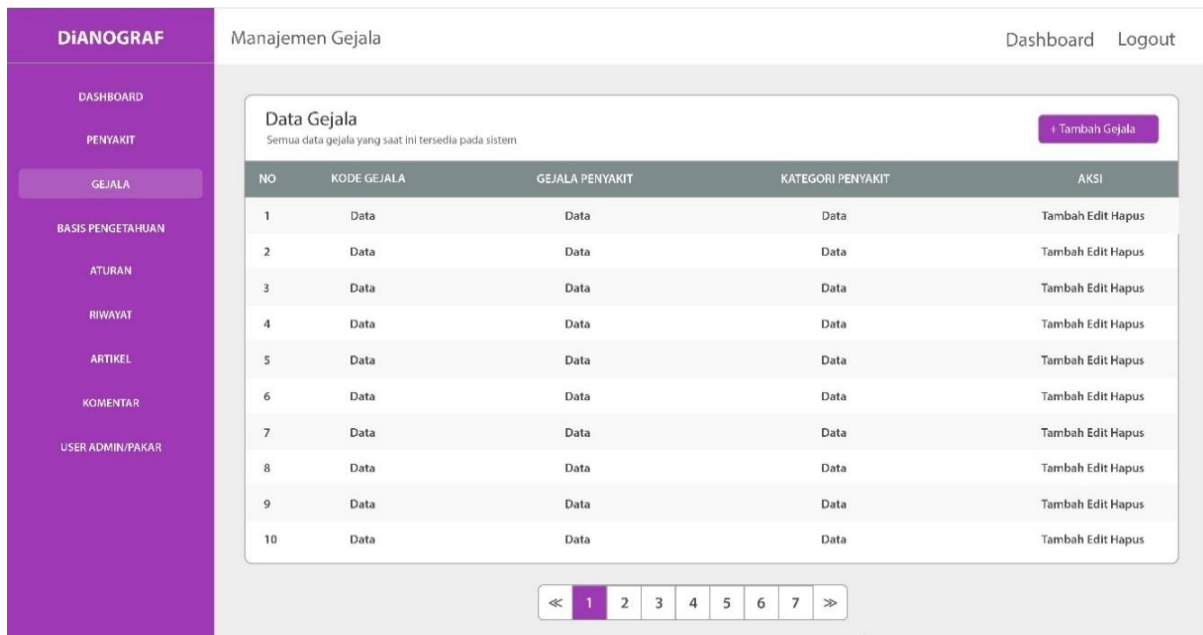 DiANOGRAF
Manajemen Gejala
Dashboard Logout
DASHBOARD
PENYAKIT
GEJALA
BASIS PENGETAHUAN
ATURAN
RIWAYAT
ARTIKEL
KOMENTAR
USER ADMIN/PAKAR
Data Gejala
Semua data gejala yang saat ini tersedia pada sistem
+ Tambah Gejala
NO KODE GEJALA GEJALA PENYAKIT KATEGORI PENYAKIT AKSI
1 Data Data Data Tambah Edit Hapus
2 Data Data Data Tambah Edit Hapus
3 Data Data Data Tambah Edit Hapus
4 Data Data Data Tambah Edit Hapus
5 Data Data Data Tambah Edit Hapus
6 Data Data Data Tambah Edit Hapus
7 Data Data Data Tambah Edit Hapus
8 Data Data Data Tambah Edit Hapus
9 Data Data Data Tambah Edit Hapus
10 Data Data Data Tambah Edit Hapus
≪ 1 2 3 4 5 6 7 ≫